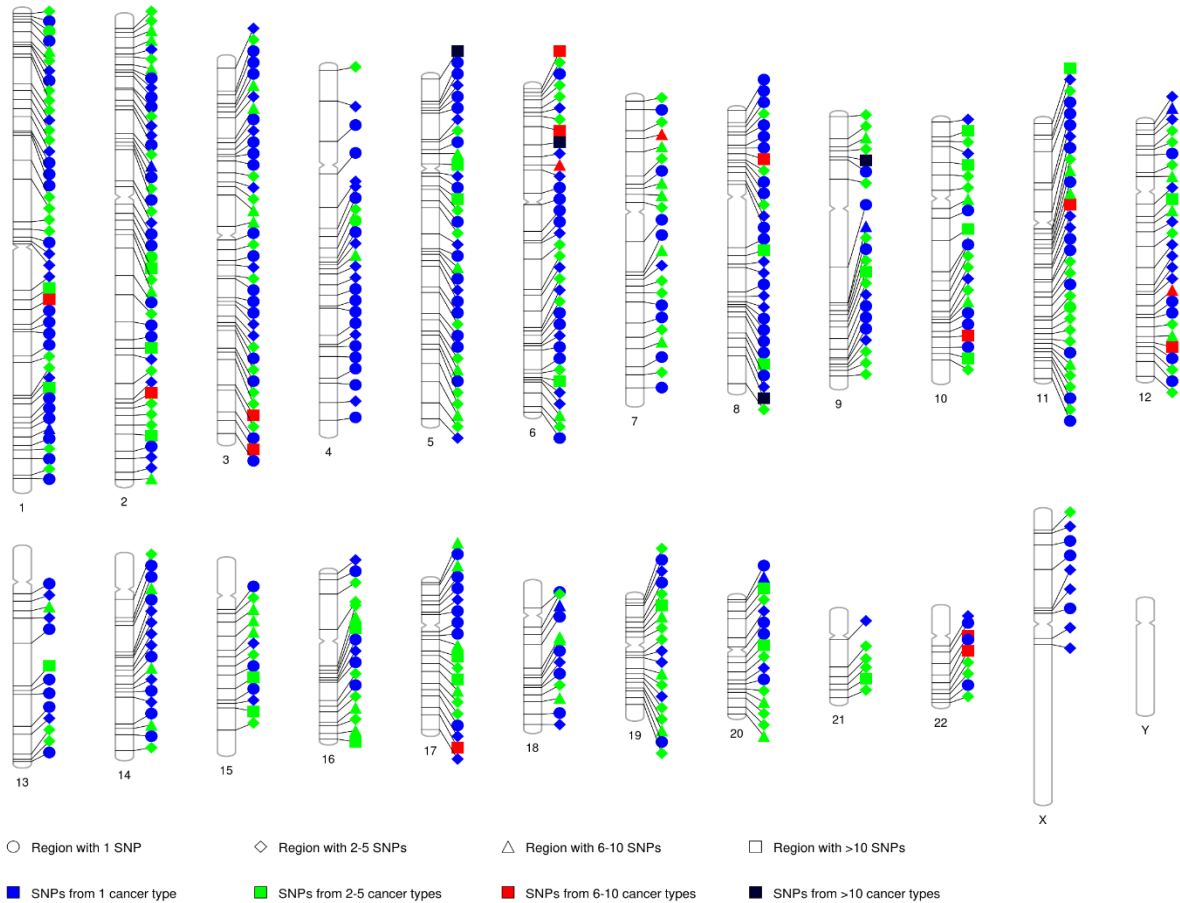 1
2
3
4
5
6
7
8
9
10
11
12
13
14
15
16
17
18
19
20
21
22
X
Y
Region with 1 SNP
Region with 2-5 SNPs
Region with 6-10 SNPs
Region with >10 SNPs
SNPs from 1 cancer type
SNPs from 2-5 cancer types
SNPs from 6-10 cancer types
SNPs from >10 cancer types